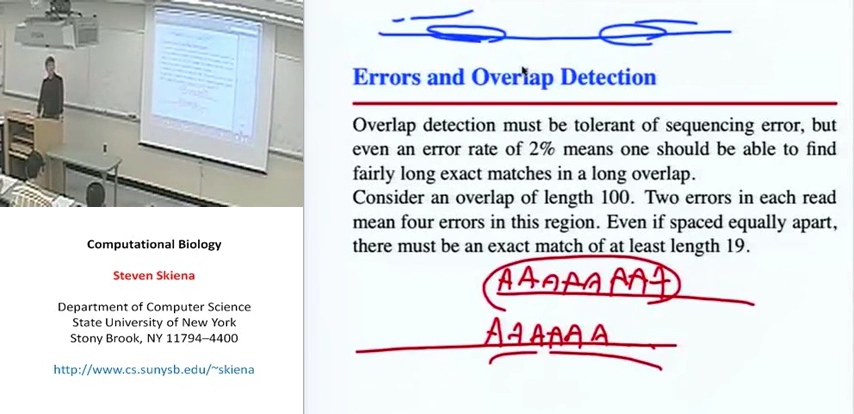 Errors and Overlap Detection
Overlap detection must be tolerant of sequencing error, but
even an error rate of 2% means one should be able to find
fairly long exact matches in a long overlap.
Consider an overlap of length 100. Two errors in each read
mean four errors in this region. Even if spaced equally apart,
there must be an exact match of at least length 19.
AAAAAAAA
AAAAAA
Computational Biology
Steven Skiena
Department of Computer Science
State University of New York
Stony Brook, NY 11794–4400
http://www.cs.sunysb.edu/~skiena